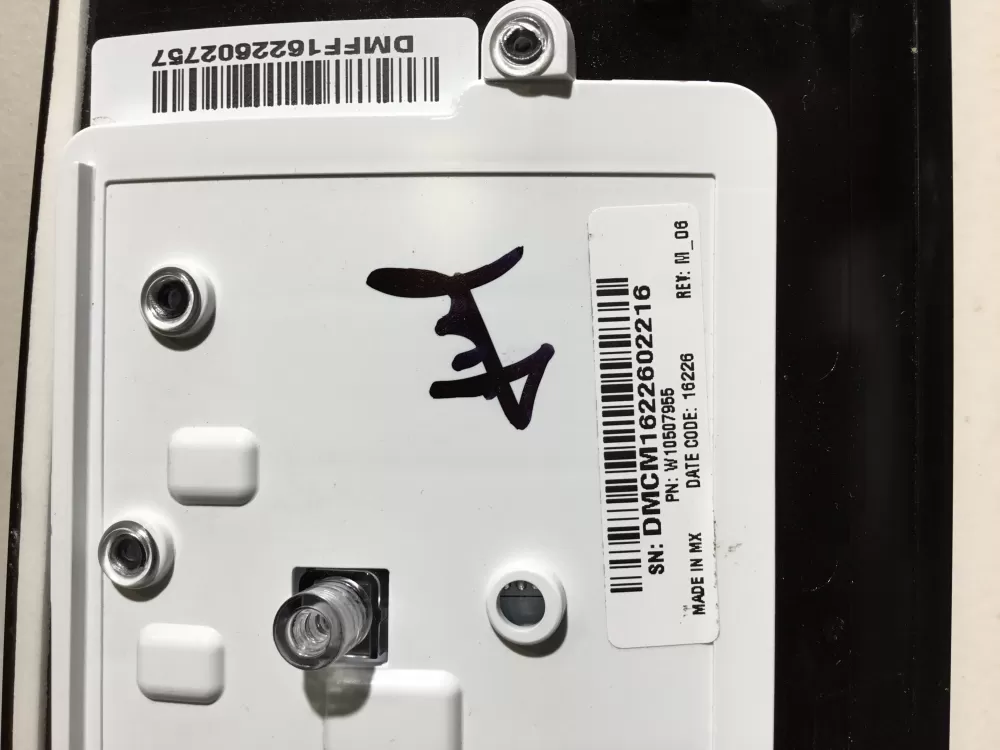 DMFF1622602757
SN: DMCM1622602216
PN: W10507955
MADE IN MX DATE CODE: 16226 REV: M_06